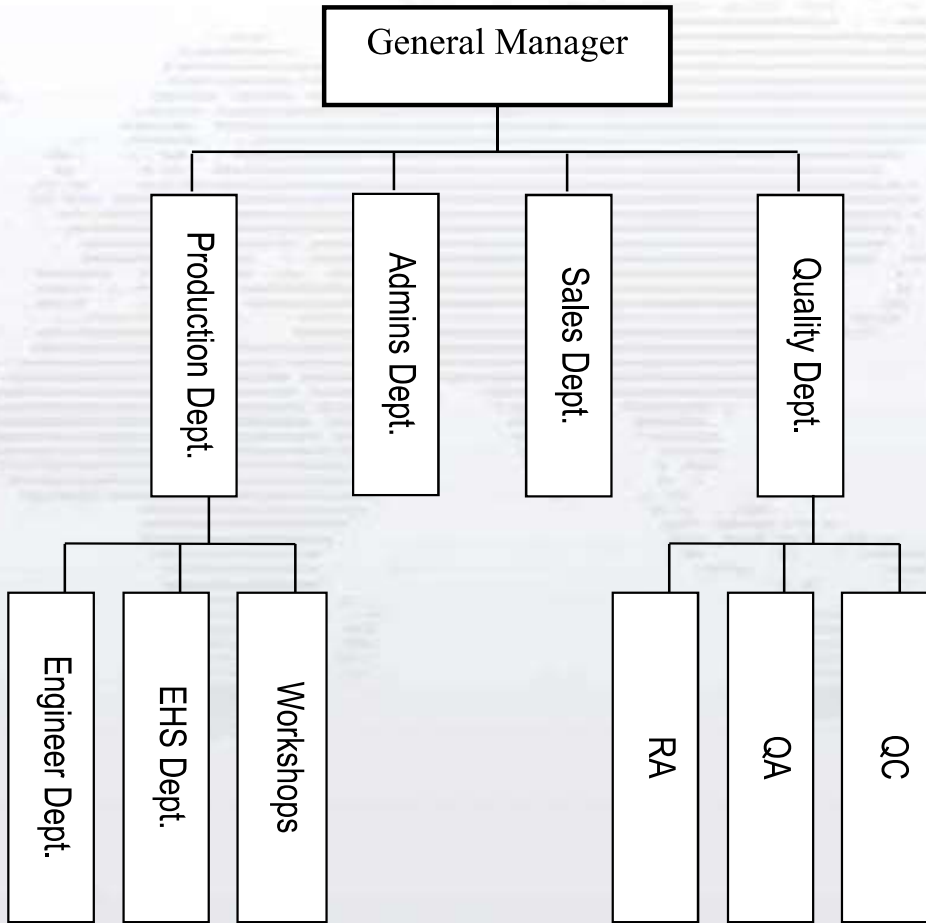 General Manager
Production Dept.
Admins Dept.
Sales Dept.
Quality Dept.
Engineer Dept.
EHS Dept.
Workshops
RA
QA
QC